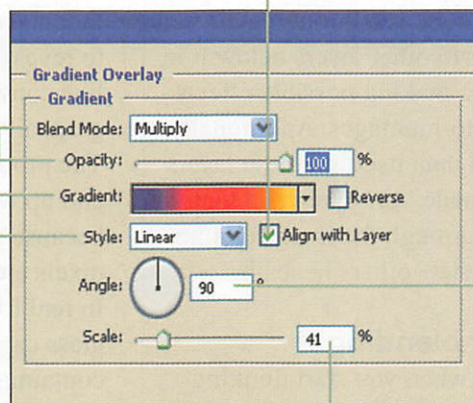 Gradient Overlay
Gradient
Blend Mode: Multiply
Opacity: 100 %
Gradient: Reverse
Style: Linear Align with Layer
Angle: 90 °
Scale: 41 %